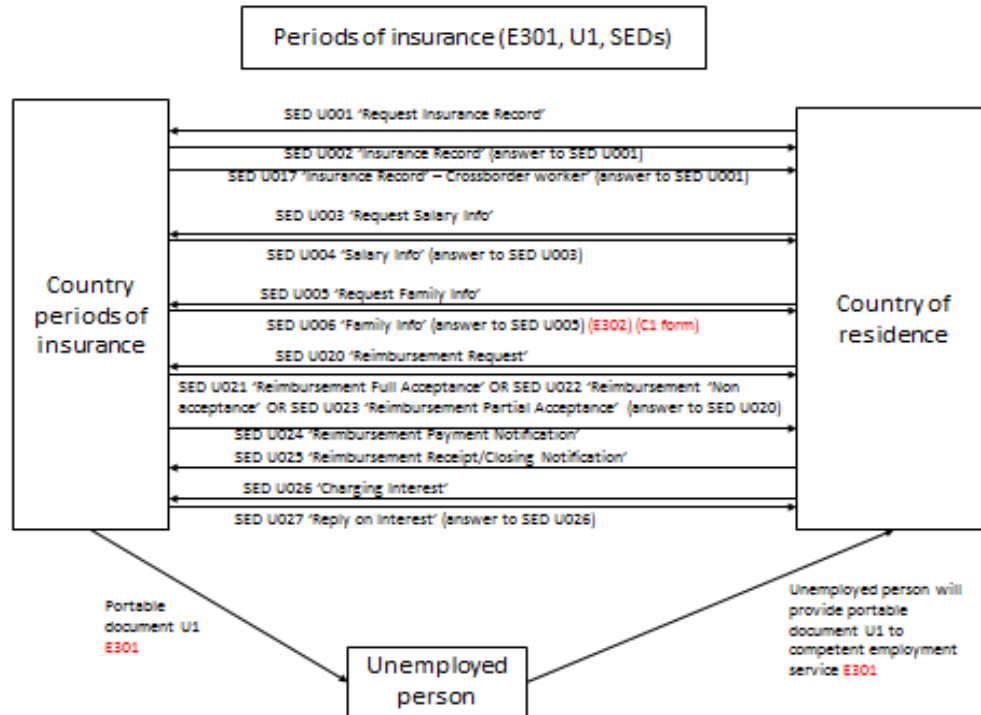 Periods of insurance (E301, U1, SEDs)
SED U001 ‘Request Insurance Record’
SED U002 ‘Insurance Record’ (answer to SED U001)
SED U017 ‘Insurance Record’ – Crossborder worker’ (answer to SED U001)
SED U003 ‘Request Salary Info’
SED U004 ‘Salary Info’ (answer to SED U003)
Country
periods of
insurance
SED U005 ‘Request Family Info’
SED U006 ‘Family Info’ (answer to SED U005) (E302) (C1 form)
Country of
residence
SED U020 ‘Reimbursement Request’
SED U021 ‘Reimbursement Full Acceptance’ OR SED U022 ‘Reimbursement ‘Non
acceptance’ OR SED U023 ‘Reimbursement Partial Acceptance’ (answer to SED U020)
SED U024 ‘Reimbursement Payment Notification’
SED U025 ‘Reimbursement Receipt/Closing Notification’
SED U026 ‘Charging Interest’
SED U027 ‘Reply on Interest’ (answer to SED U026)
Portable
document U1
E301
Unemployed person will
provide portable
document U1 to
competent employment
service E301
Unemployed
person